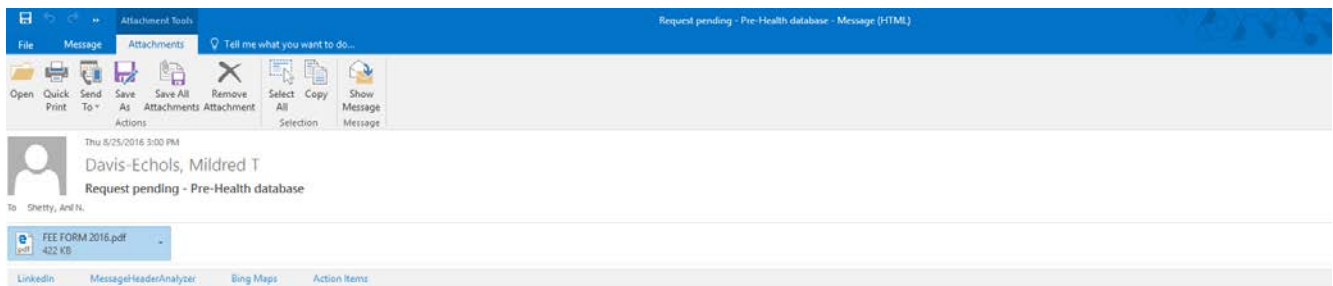 Attachment Tools
Request pending - Pre-Health database - Message (HTML)
File Message Attachments Tell me what you want to do...
Open Quick Print Send To Save As Save All Attachments Remove Attachment Select All Copy Show Message
Actions Selection Message
Thu 8/25/2016 3:00 PM
Davis-Echols, Mildred T
Request pending - Pre-Health database
To Shetty, Anil N.
FEE FORM 2016.pdf
422 KB
LinkedIn MessageHeaderAnalyzer Bing Maps Action Items